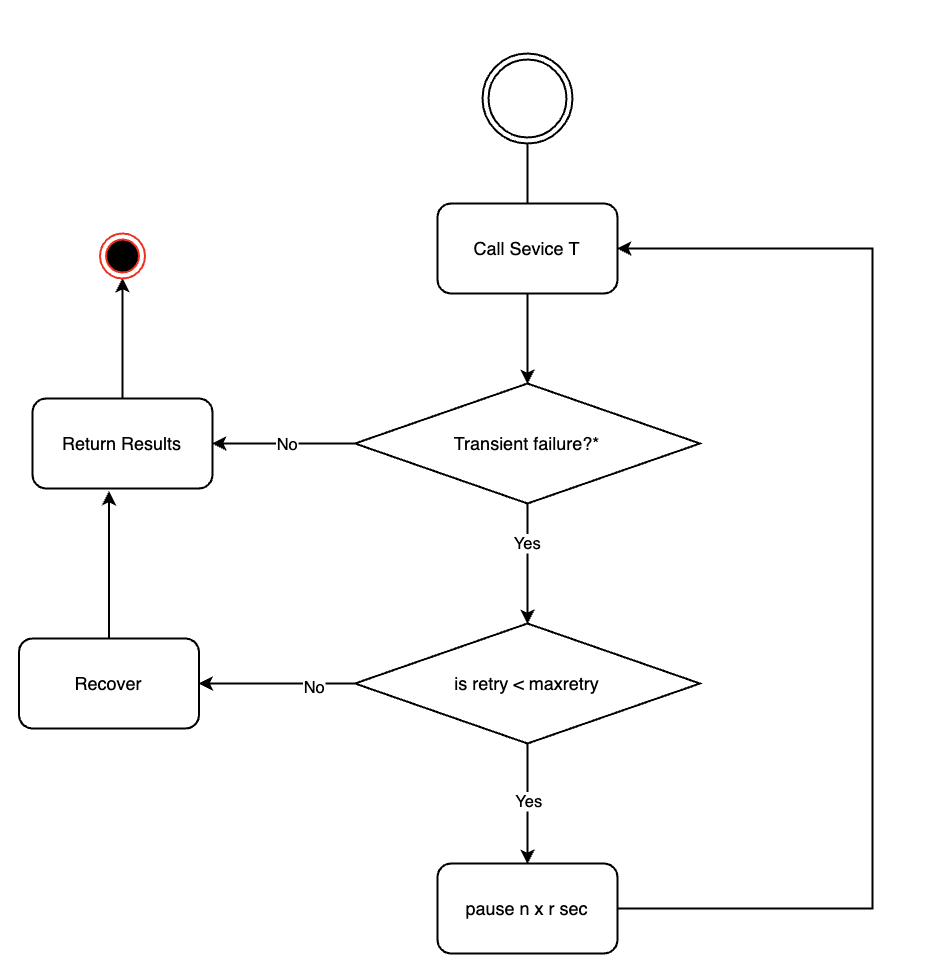 Call Sevice T
Return Results
No
Transient failure?*
Yes
Recover
No
is retry < maxretry
Yes
pause n x r sec